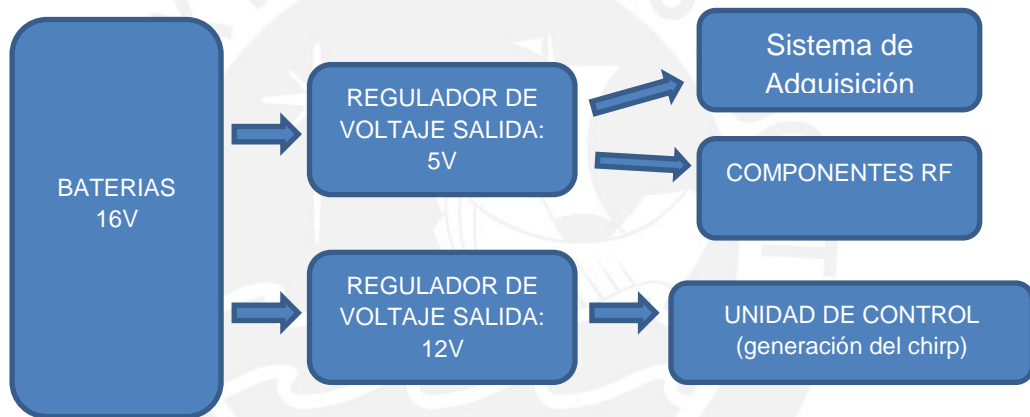 BATERIAS
16V
REGULADOR DE
VOLTAJE SALIDA:
5V
Sistema de
Adquisición
COMPONENTES RF
REGULADOR DE
VOLTAJE SALIDA:
12V
UNIDAD DE CONTROL
(generación del chirp)